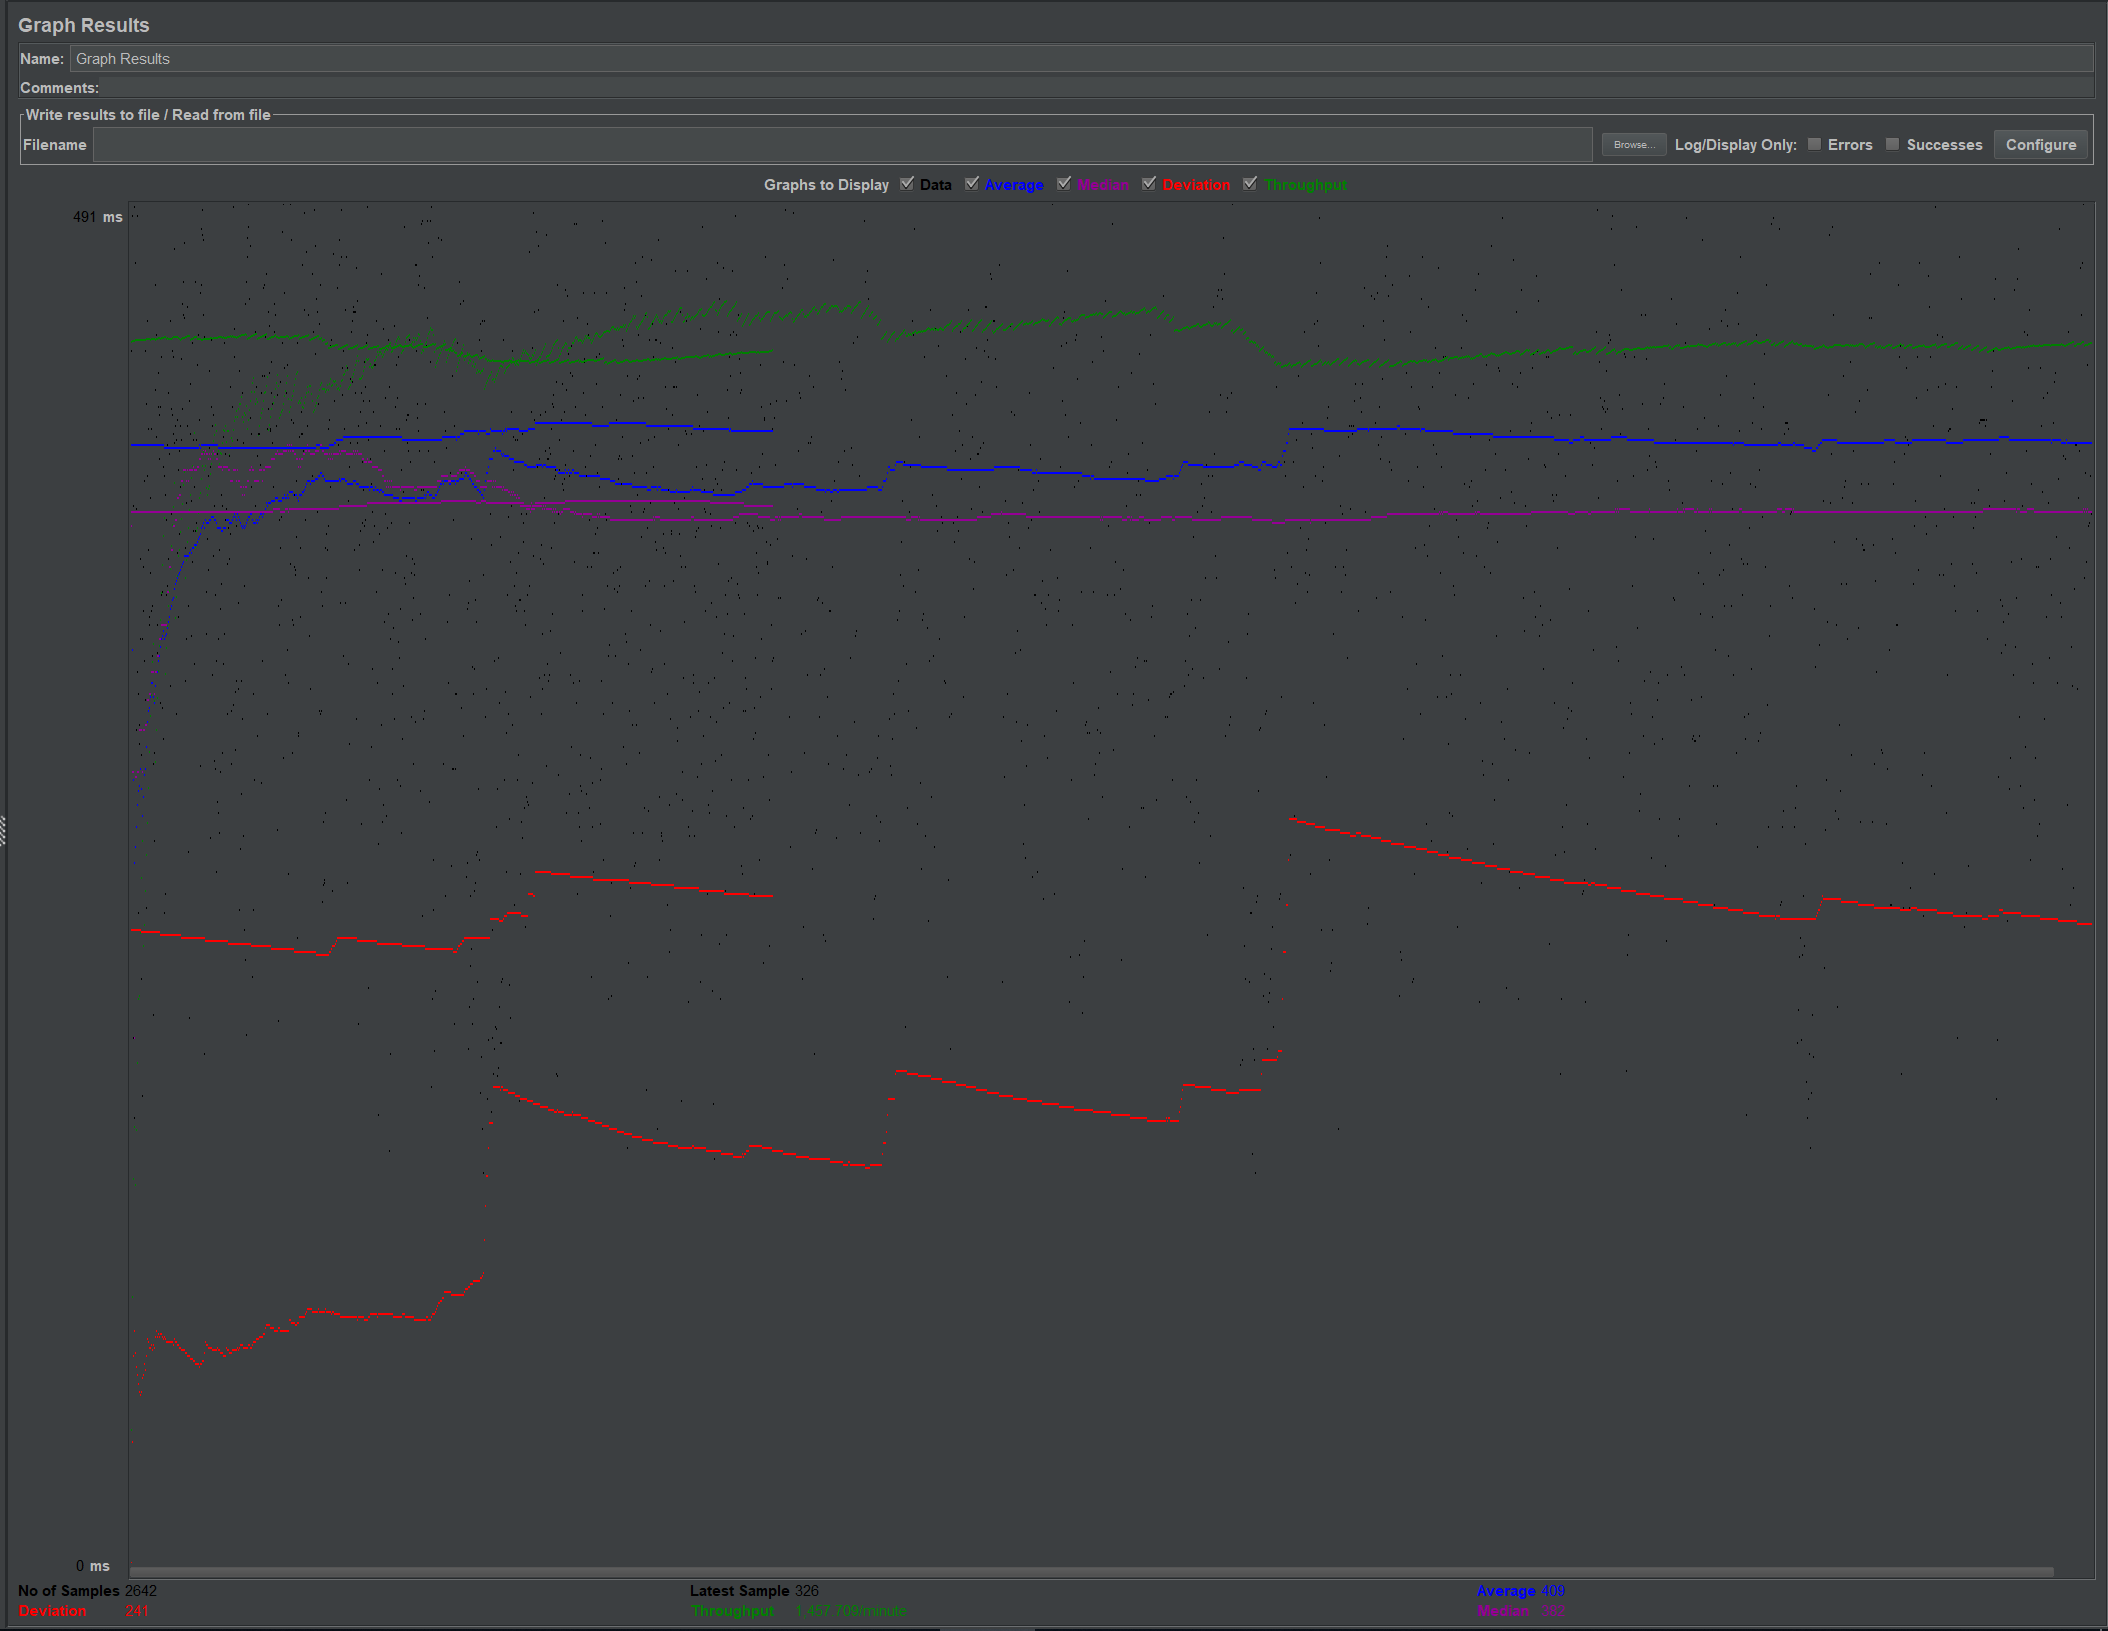 Graph Results
Name: Graph Results
Comments:
Write results to file / Read from file
Filename Browse... Log/Display Only: Errors Successes Configure
Graphs to Display Data Average Median Deviation Throughput
491 ms
0 ms
No of Samples 2642 Latest Sample 326 Average 409
Deviation 241 Throughput 1 457.709/minute Median 382